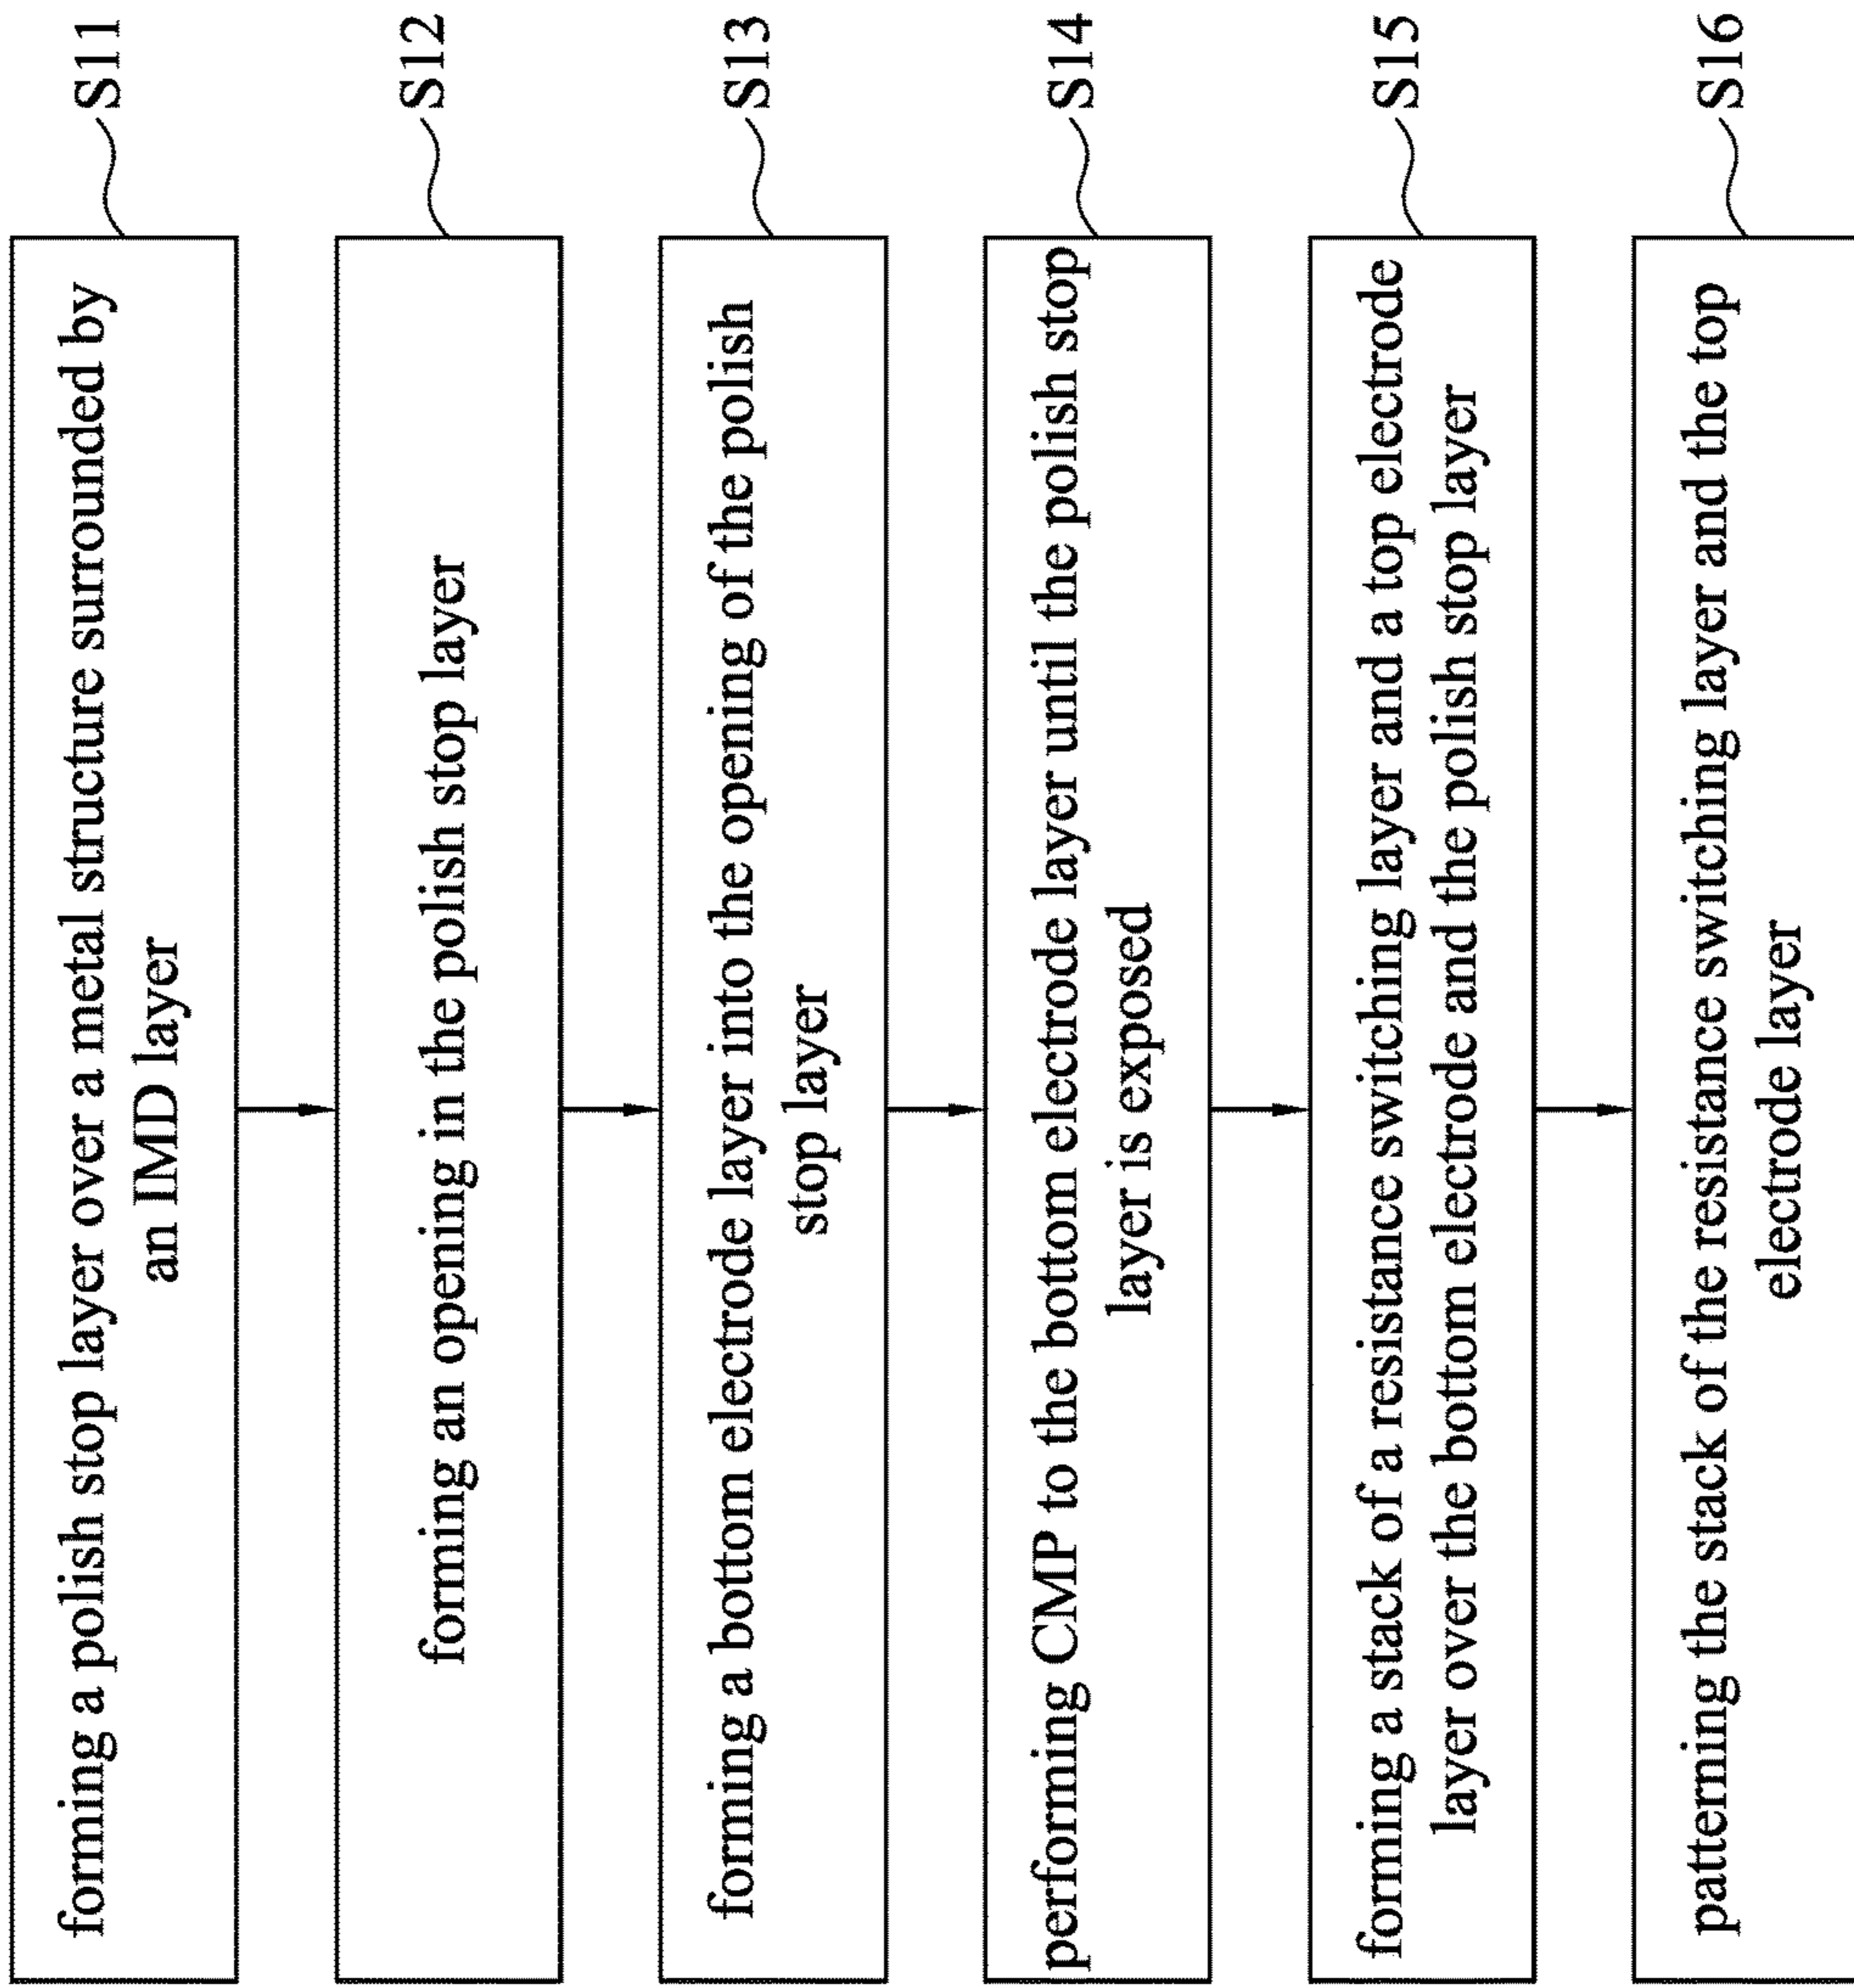 forming a polish stop layer over a metal structure surrounded by
an IMD layer
S11
forming an opening in the polish stop layer
S12
forming a bottom electrode layer into the opening of the polish
stop layer
S13
performing CMP to the bottom electrode layer until the polish stop
layer is exposed
S14
forming a stack of a resistance switching layer and a top electrode
layer over the bottom electrode and the polish stop layer
S15
patterning the stack of the resistance switching layer and the top
electrode layer
S16